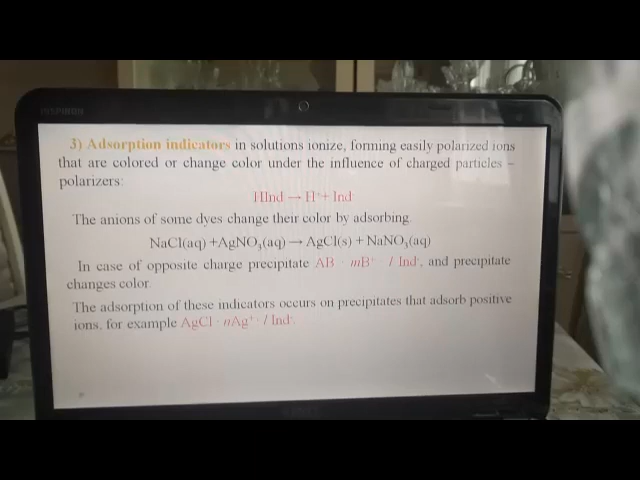 3) Adsorption indicators in solutions ionize, forming easily polarized ions
that are colored or change color under the influence of charged particles –
polarizers:
HInd → H⁺ + Ind⁻
The anions of some dyes change their color by adsorbing.
NaCl(aq) +AgNO₃(aq) → AgCl(s) + NaNO₃(aq)
In case of opposite charge precipitate AB · mB⁺ / Ind⁻, and precipitate
changes color.
The adsorption of these indicators occurs on precipitates that adsorb positive
ions, for example AgCl · nAg⁺ / Ind⁻.